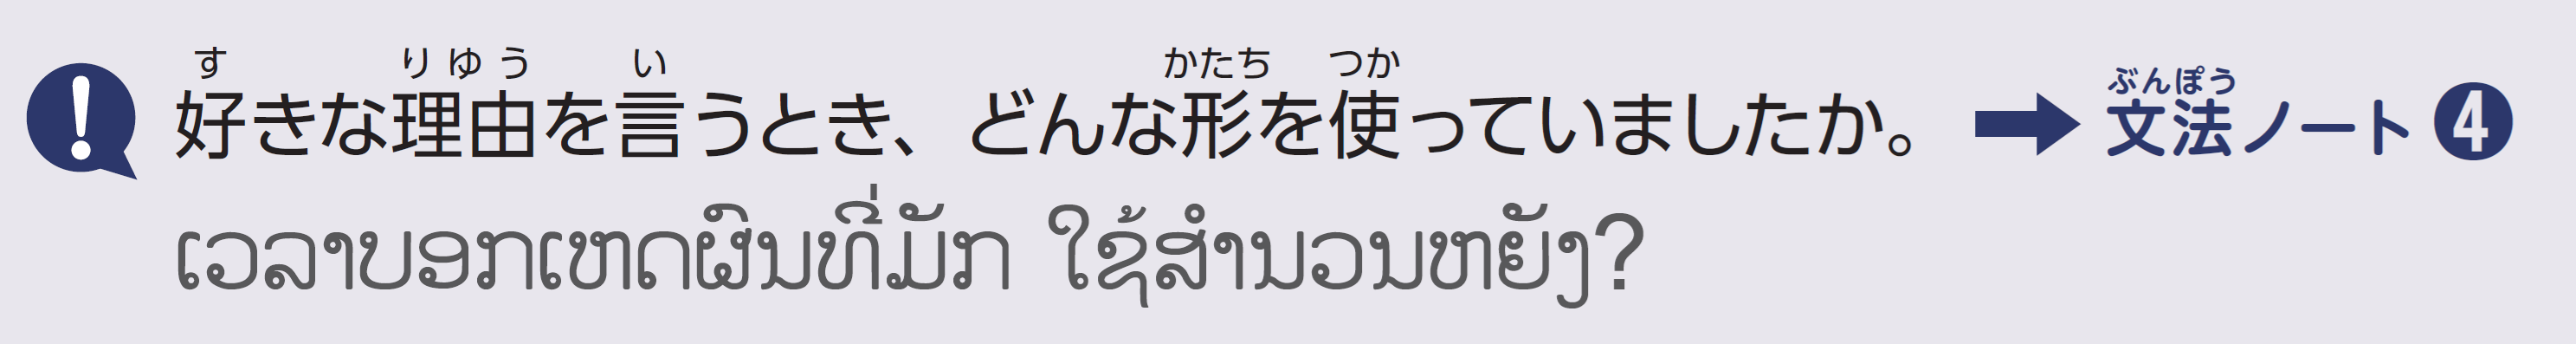 好きな理由を言うとき、どんな形を使っていましたか。 ➡ 文法ノート ❹
ເວລາບອກເຫດຜົນທີ່ມັກ ໃຊ້ສຳນວນຫຍັງ?